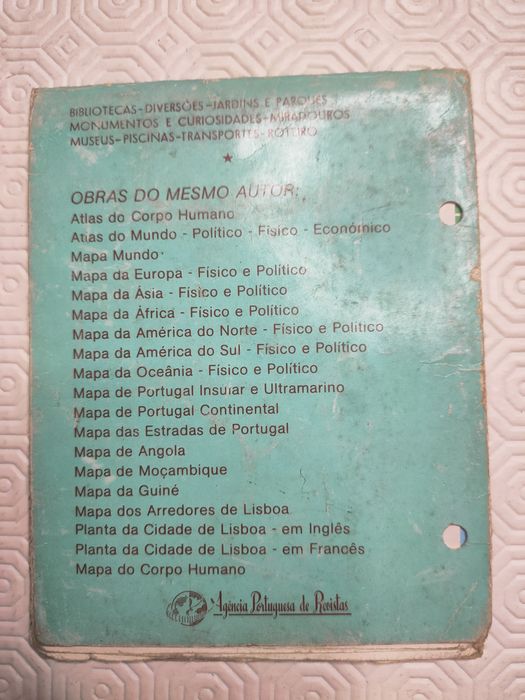 BIBLIOTECAS-DIVERSÕES-JARDINS E PARQUES
MONUMENTOS E CURIOSIDADES-MIRADOUROS
MUSEUS-PISCINAS-TRANSPORTES-ROTEIRO
OBRAS DO MESMO AUTOR:
Atlas do Corpo Humano
Atlas do Mundo - Político - Físico - Económico
Mapa Mundo
Mapa da Europa - Físico e Político
Mapa da Ásia - Físico e Político
Mapa da África - Físico e Político
Mapa da América do Norte - Físico e Político
Mapa da América do Sul - Físico e Político
Mapa da Oceânia - Físico e Político
Mapa de Portugal Insular e Ultramarino
Mapa de Portugal Continental
Mapa das Estradas de Portugal
Mapa de Angola
Mapa de Moçambique
Mapa da Guiné
Mapa dos Arredores de Lisboa
Planta da Cidade de Lisboa - em Inglês
Planta da Cidade de Lisboa - em Francês
Mapa do Corpo Humano
Agência Portuguesa de Revistas